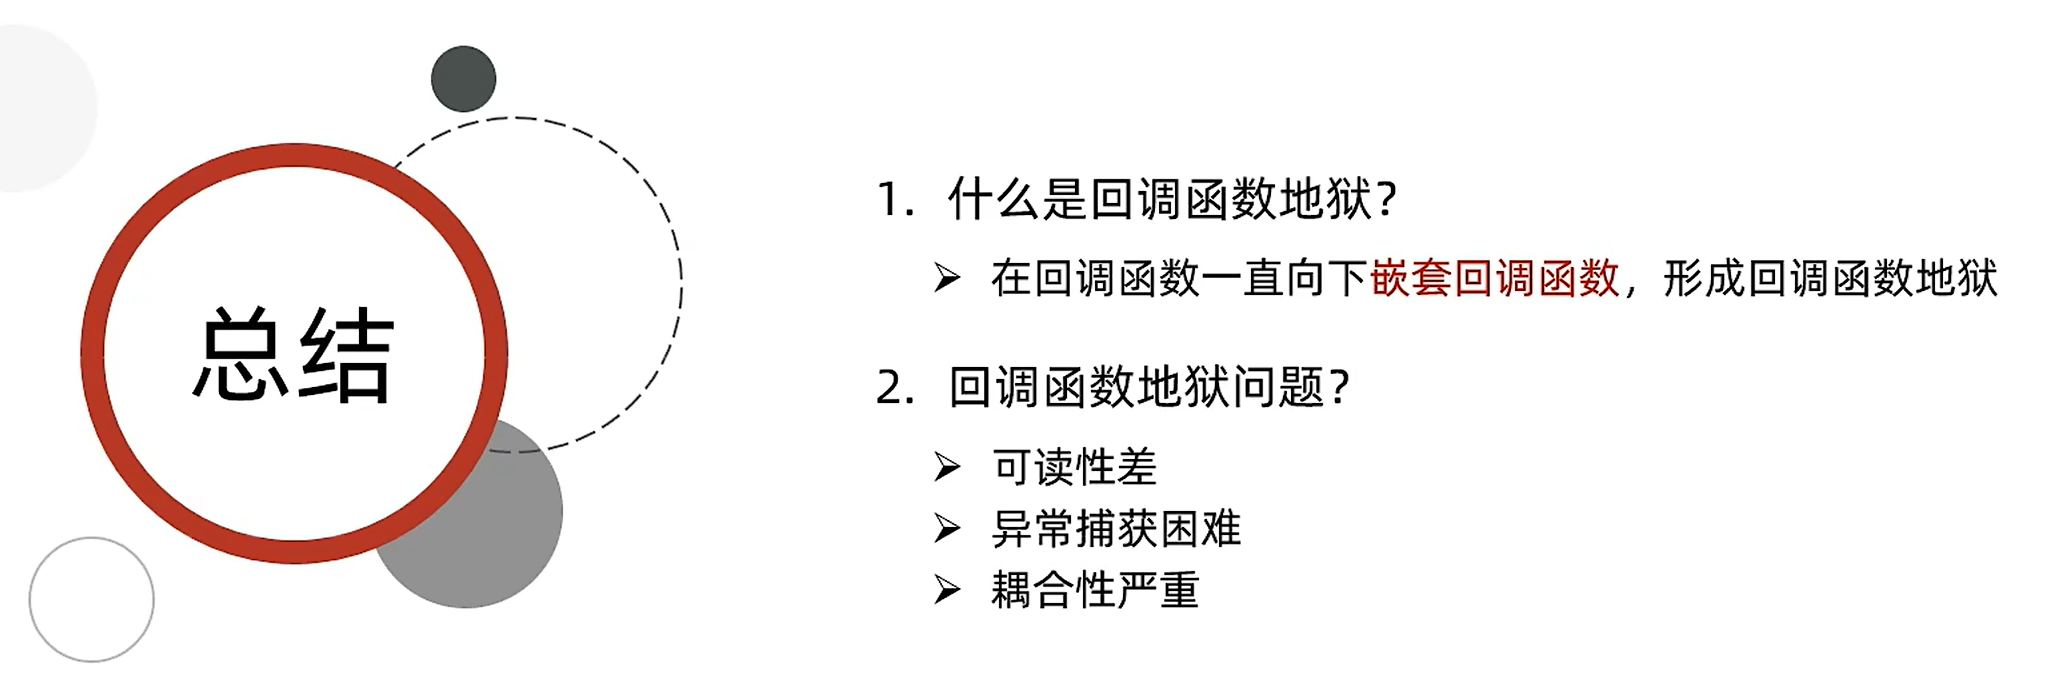 总结
1. 什么是回调函数地狱?
➢ 在回调函数一直向下嵌套回调函数，形成回调函数地狱
2. 回调函数地狱问题?
➢ 可读性差
➢ 异常捕获困难
➢ 耦合性严重